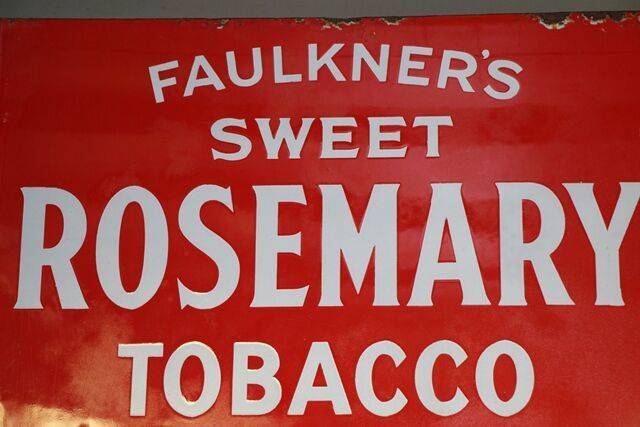 FAULKNER'S
SWEET
ROSEMARY
TOBACCO